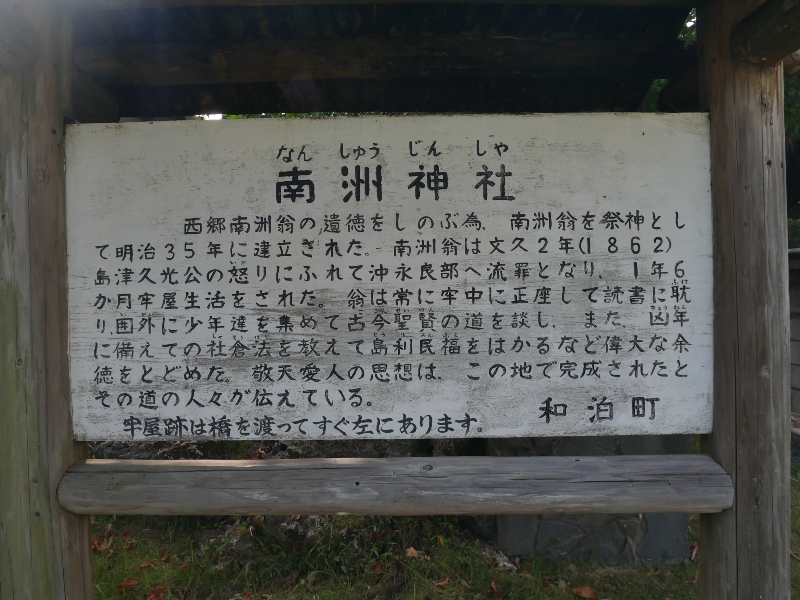 なん しゅう じん しゃ
南洲神社
西郷南洲翁の遺徳をしのぶ為、南洲翁を祭神とし
て明治35年に建立された。南洲翁は文久2年(1862)
島津久光公の怒りにふれて沖永良部へ流罪となり、1年6
か月牢屋生活をされた。翁は常に牢中に正座して読書に耽
り、囲外に少年達を集めて古今聖賢の道を談し、また、凶年
に備えての社倉法を教えて島利民福をはかるなど偉大な余
徳をとどめた。敬天愛人の思想は、この地で完成されたと
その道の人々が伝えている。
和泊町
牢屋跡は橋を渡ってすぐ左にあります。